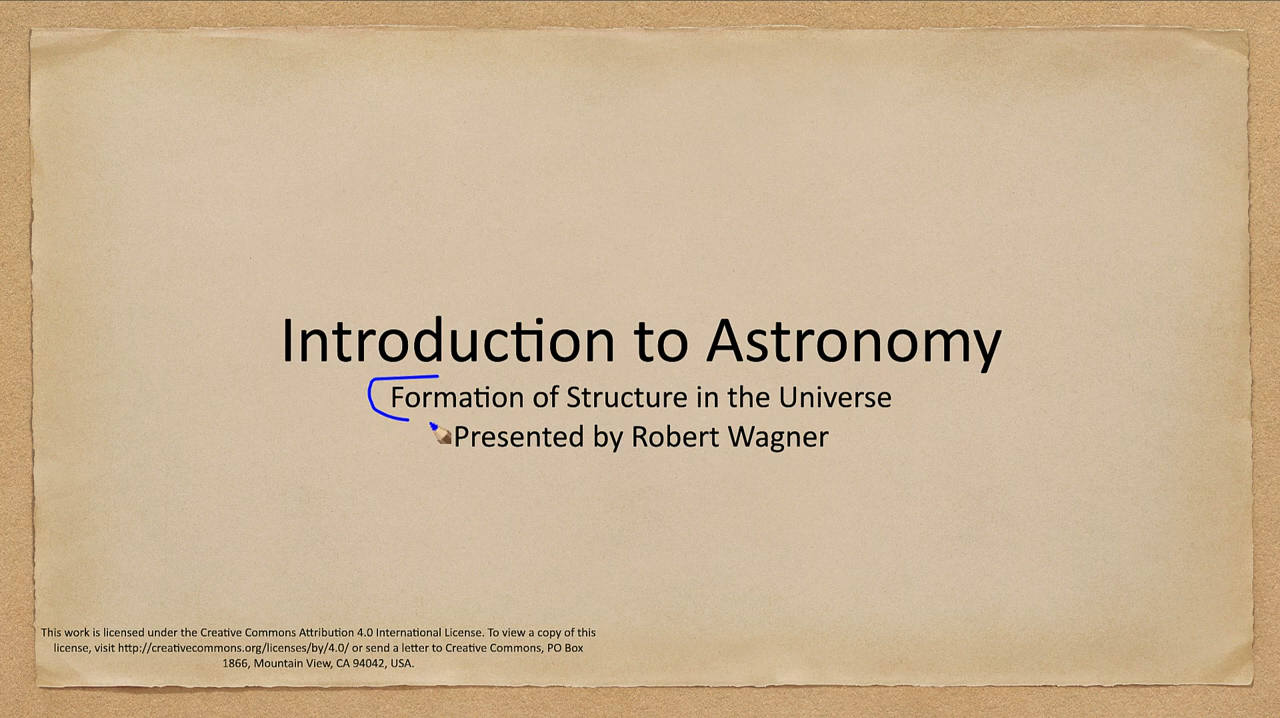 Introduction to Astronomy
Formation of Structure in the Universe
Presented by Robert Wagner
This work is licensed under the Creative Commons Attribution 4.0 International License. To view a copy of this
license, visit http://creativecommons.org/licenses/by/4.0/ or send a letter to Creative Commons, PO Box
1866, Mountain View, CA 94042, USA.